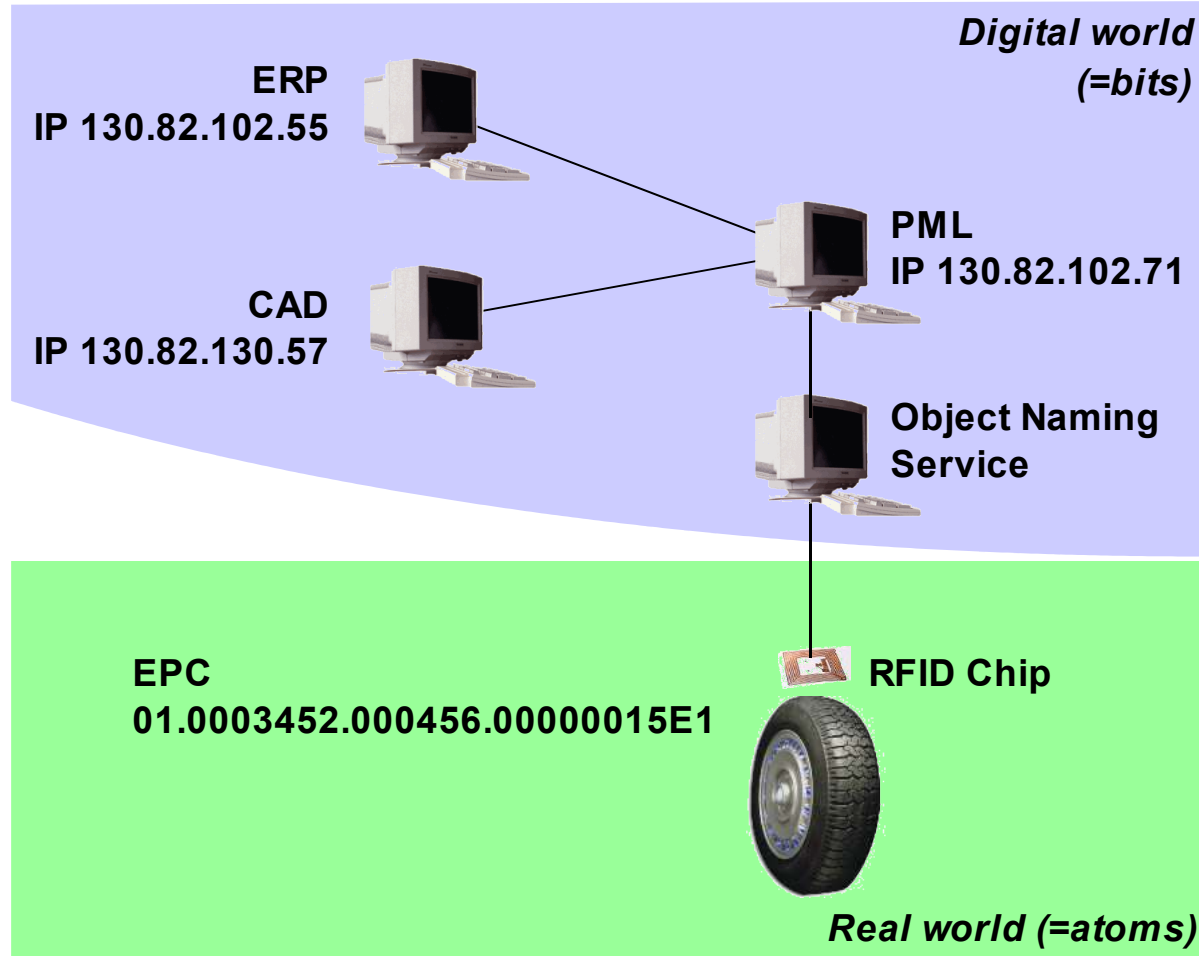 Digital world
(=bits)
ERP
IP 130.82.102.55
PML
IP 130.82.102.71
CAD
IP 130.82.130.57
Object Naming
Service
EPC
01.0003452.000456.00000015E1
RFID Chip
Real world (=atoms)